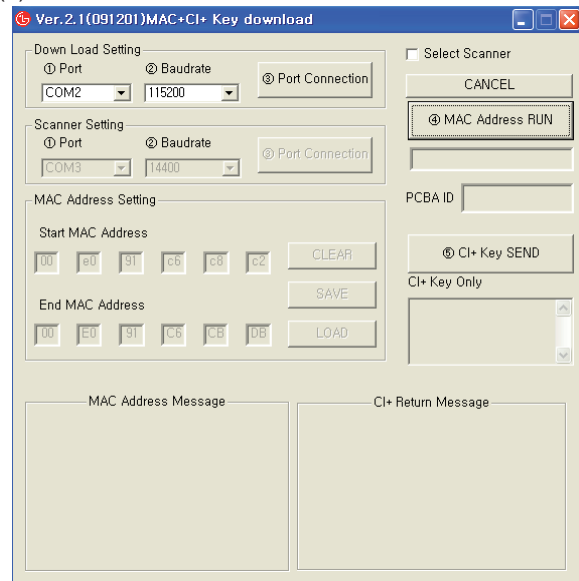 Ver.2.1(091201)MAC+CI+ Key download
Down Load Setting
① Port ② Baudrate
COM2 115200
③ Port Connection
Select Scanner
CANCEL
④ MAC Address RUN
Scanner Setting
① Port ② Baudrate
COM3 14400
③ Port Connection
PCBA ID
MAC Address Setting
Start MAC Address
00 e0 91 c6 c8 c2
CLEAR
SAVE
End MAC Address
00 E0 91 C6 CB DB
LOAD
⑤ CI+ Key SEND
CI+ Key Only
MAC Address Message
CI+ Return Message